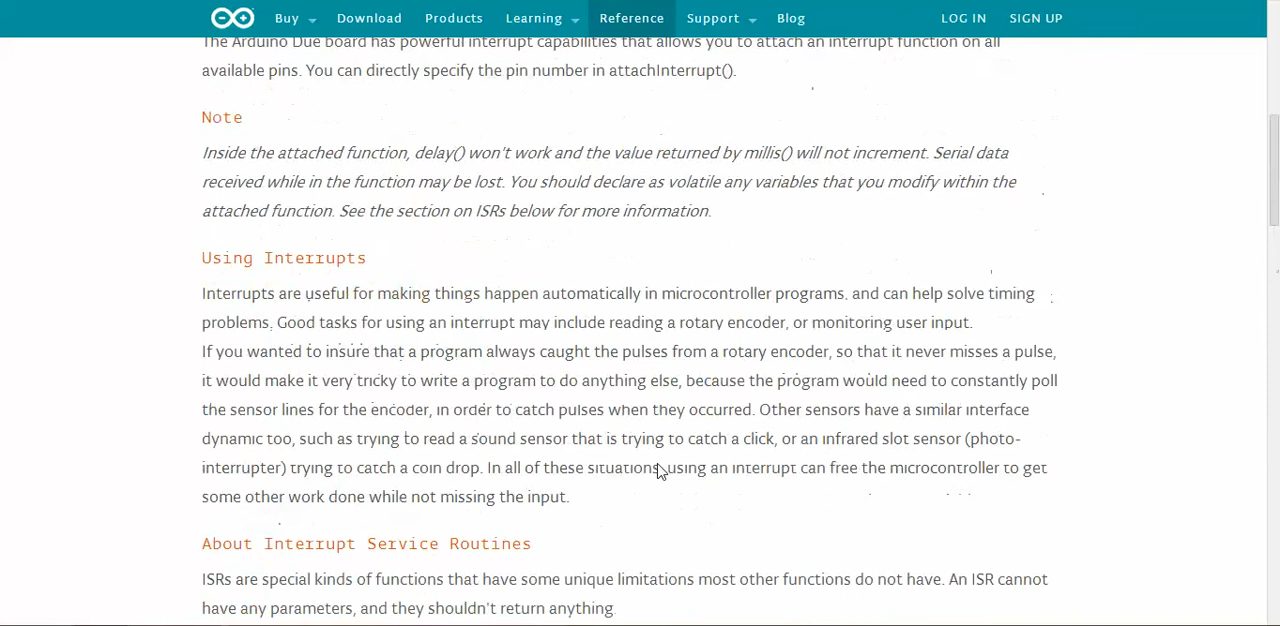 Buy Download Products Learning Reference Support Blog LOG IN SIGN UP
The Arduino Due board has powerful interrupt capabilities that allows you to attach an interrupt function on all
available pins. You can directly specify the pin number in attachInterrupt().
Note
Inside the attached function, delay() won't work and the value returned by millis() will not increment. Serial data
received while in the function may be lost. You should declare as volatile any variables that you modify within the
attached function. See the section on ISRs below for more information.
Using Interrupts
Interrupts are useful for making things happen automatically in microcontroller programs, and can help solve timing
problems. Good tasks for using an interrupt may include reading a rotary encoder, or monitoring user input.
If you wanted to insure that a program always caught the pulses from a rotary encoder, so that it never misses a pulse,
it would make it very tricky to write a program to do anything else, because the program would need to constantly poll
the sensor lines for the encoder, in order to catch pulses when they occurred. Other sensors have a similar interface
dynamic too, such as trying to read a sound sensor that is trying to catch a click, or an infrared slot sensor (photo-
interrupter) trying to catch a coin drop. In all of these situations using an interrupt can free the microcontroller to get
some other work done while not missing the input.
About Interrupt Service Routines
ISRs are special kinds of functions that have some unique limitations most other functions do not have. An ISR cannot
have any parameters, and they shouldn't return anything.